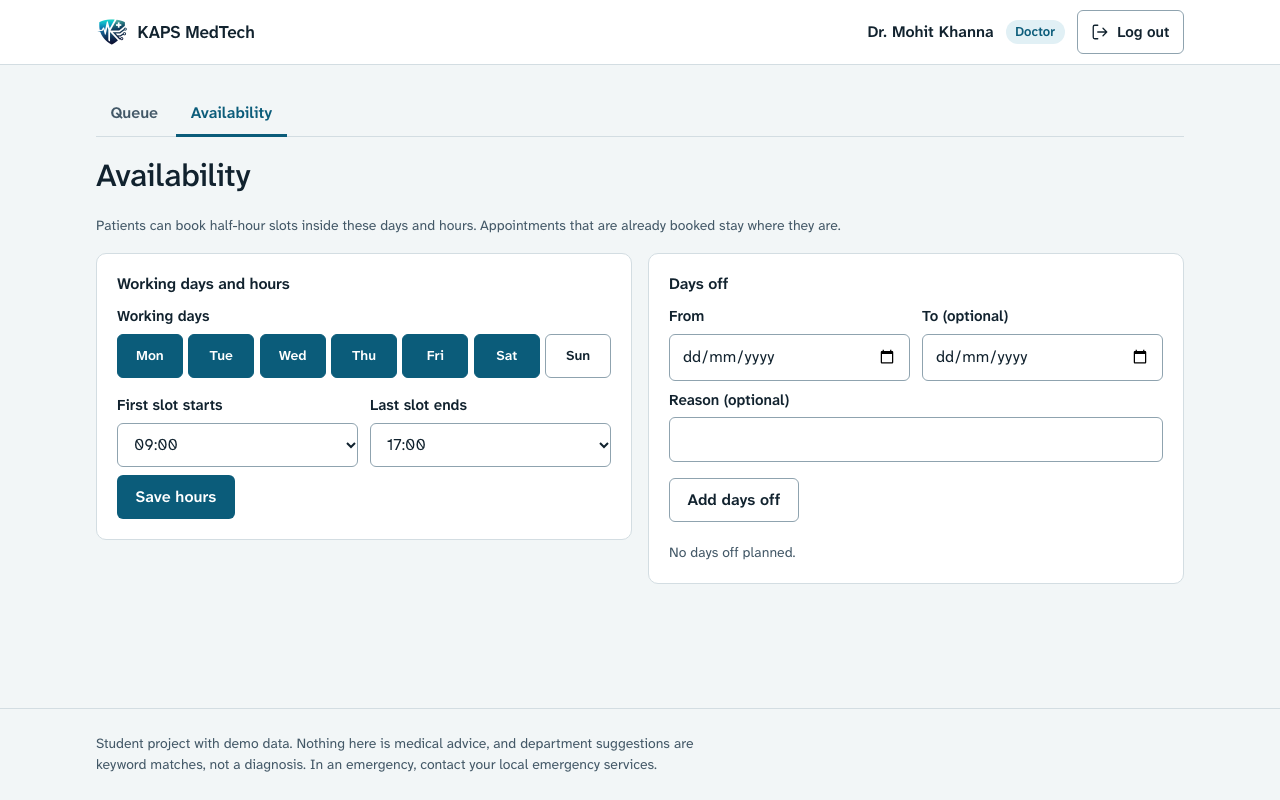 KAPS MedTech
Dr. Mohit Khanna
Doctor
Log out
Queue
Availability
Availability
Patients can book half-hour slots inside these days and hours. Appointments that are already booked stay where they are.
Working days and hours
Working days
Mon
Tue
Wed
Thu
Fri
Sat
Sun
First slot starts
Last slot ends
09:00
17:00
Save hours
Days off
From
To (optional)
dd/mm/yyyy
dd/mm/yyyy
Reason (optional)
Add days off
No days off planned.
Student project with demo data. Nothing here is medical advice, and department suggestions are
keyword matches, not a diagnosis. In an emergency, contact your local emergency services.